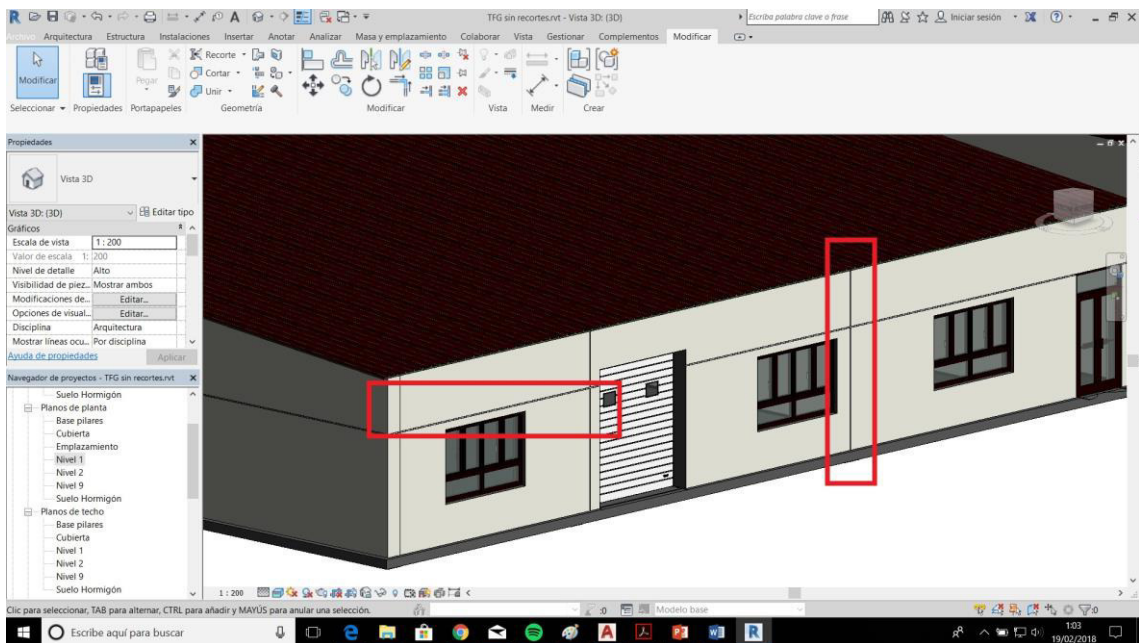 TFG sin recortes.rvt - Vista 3D: {3D}
Escriba palabra clave o frase
Iniciar sesión
Archivo Arquitectura Estructura Instalaciones Insertar Anotar Analizar Masa y emplazamiento Colaborar Vista Gestionar Complementos Modificar
Modificar
Pegar
Recorte
Cortar
Unir
Seleccionar Propiedades Portapapeles Geometría Modificar Vista Medir Crear
Propiedades
Vista 3D
Vista 3D: {3D} Editar tipo
Gráficos
Escala de vista 1 : 200
Valor de escala 1: 200
Nivel de detalle Alto
Visibilidad de piez... Mostrar ambos
Modificaciones de... Editar...
Opciones de visual... Editar...
Disciplina Arquitectura
Mostrar líneas ocu... Por disciplina
Ayuda de propiedades Aplicar
Navegador de proyectos - TFG sin recortes.rvt
Suelo Hormigón
Planos de planta
Base pilares
Cubierta
Emplazamiento
Nivel 1
Nivel 2
Nivel 9
Suelo Hormigón
Planos de techo
Base pilares
Cubierta
Nivel 1
Nivel 2
Nivel 9
Suelo Hormigón
1 : 200
Clic para seleccionar, TAB para alternar, CTRL para añadir y MAYÚS para anular una selección.
:0 Modelo base :0
Escribe aquí para buscar
1:03
19/02/2018